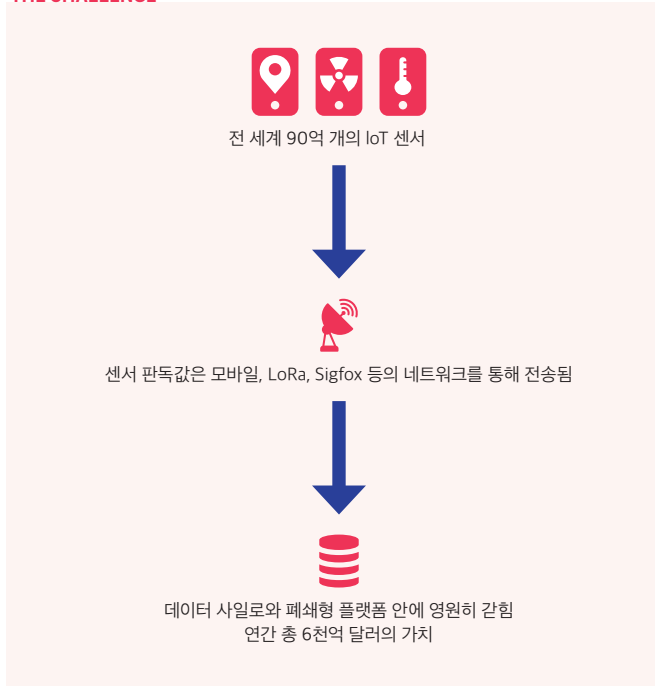 THE CHALLENGE
전 세계 90억 개의 IoT 센서
센서 판독값은 모바일, LoRa, Sigfox 등의 네트워크를 통해 전송됨
데이터 사일로와 폐쇄형 플랫폼 안에 영원히 갇힘
연간 총 6천억 달러의 가치